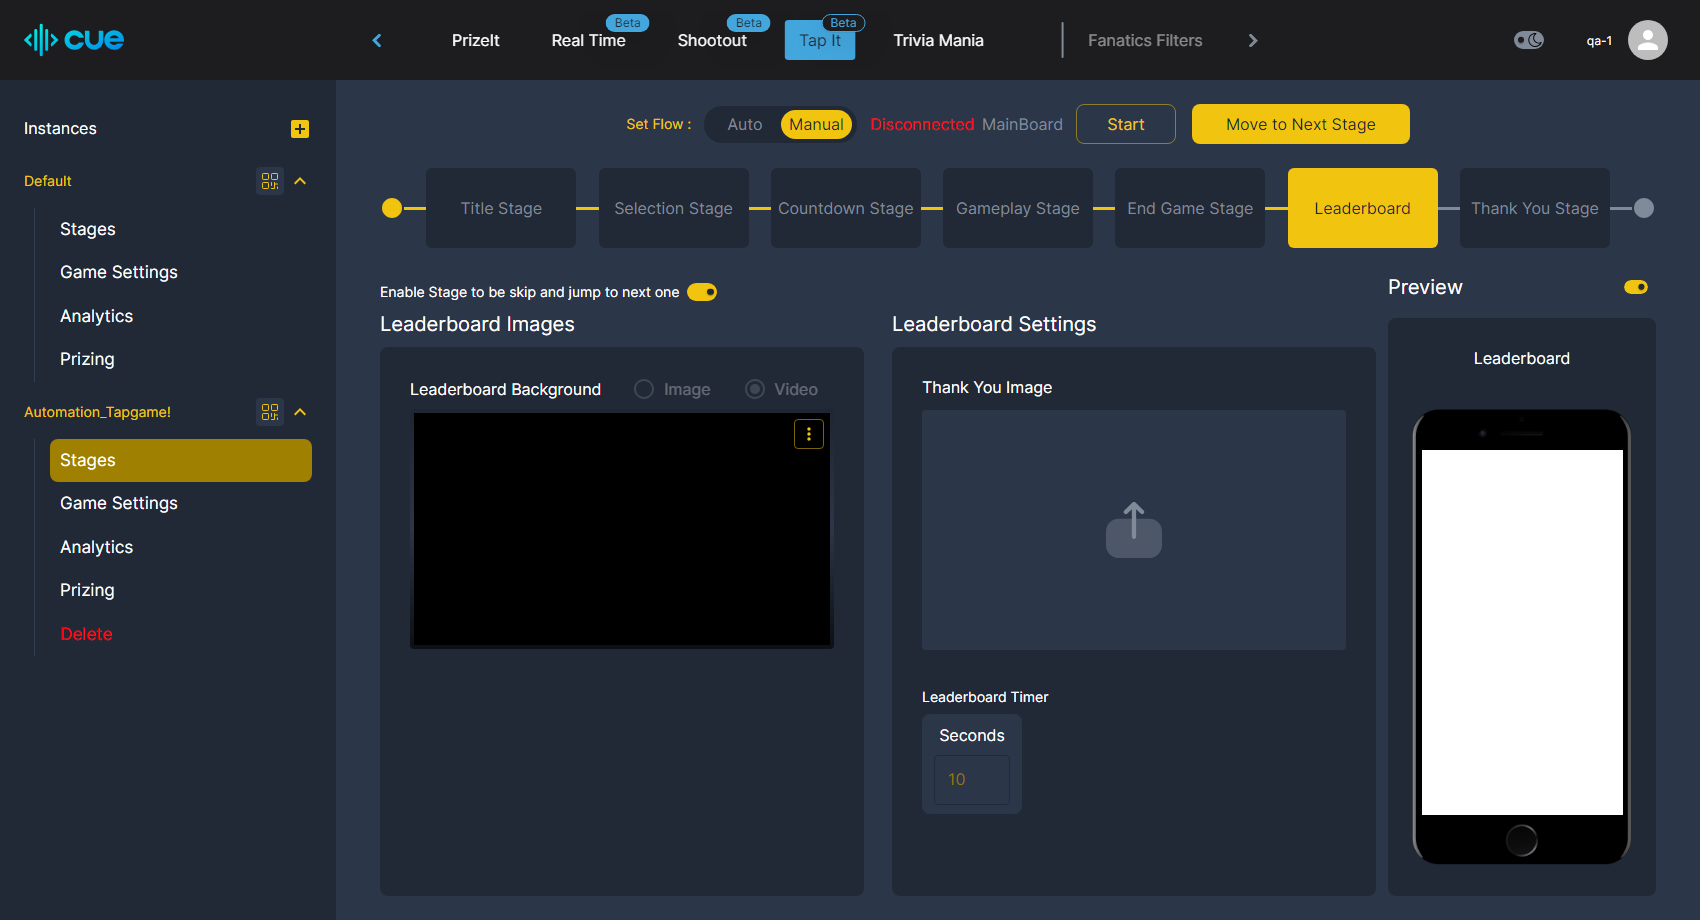 cue
PrizeIt
Real Time
Beta
Shootout
Beta
Tap It
Beta
Trivia Mania
Fanatics Filters
qa-1
Instances
Default
Stages
Game Settings
Analytics
Prizing
Automation_Tapgame!
Stages
Game Settings
Analytics
Prizing
Delete
Set Flow :
Auto
Manual
Disconnected MainBoard
Start
Move to Next Stage
Title Stage
Selection Stage
Countdown Stage
Gameplay Stage
End Game Stage
Leaderboard
Thank You Stage
Enable Stage to be skip and jump to next one
Leaderboard Images
Leaderboard Background
Image
Video
Leaderboard Settings
Thank You Image
Leaderboard Timer
Seconds
10
Preview
Leaderboard